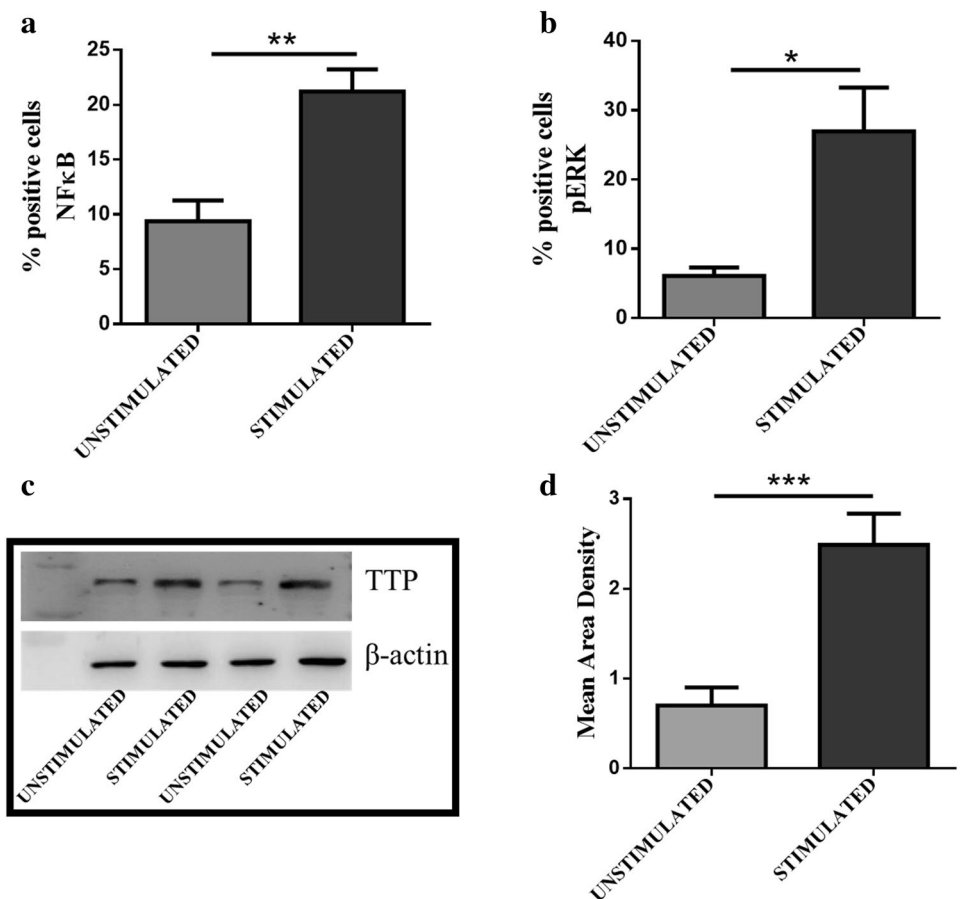 a
**
% positive cells
NFκB
25
20
15
10
5
0
UNSTIMULATED
STIMULATED
b
*
% positive cells
pERK
40
30
20
10
0
UNSTIMULATED
STIMULATED
c
TTP
β-actin
UNSTIMULATED
STIMULATED
UNSTIMULATED
STIMULATED
d
***
Mean Area Density
3
2
1
0
UNSTIMULATED
STIMULATED